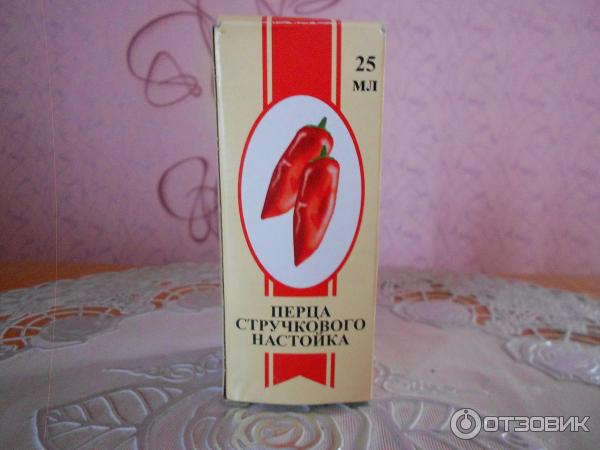 25
МЛ
ПЕРЦА
СТРУЧКОВОГО
НАСТОЙКА
ОТЗОВИК